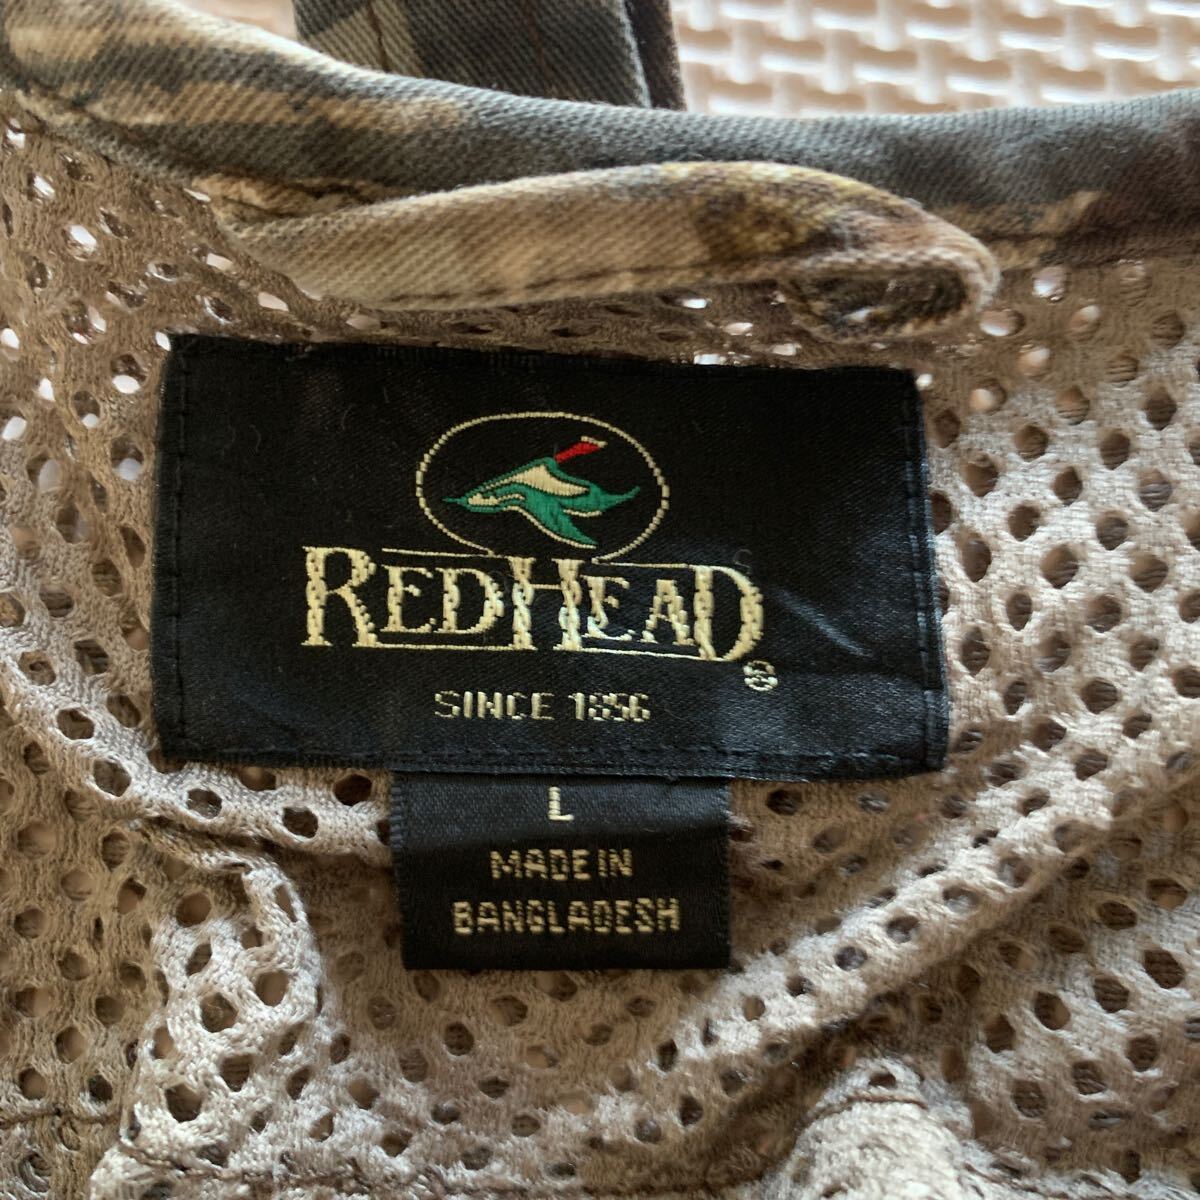 REDHEAD®
SINCE 1856
L
MADE IN
BANGLADESH